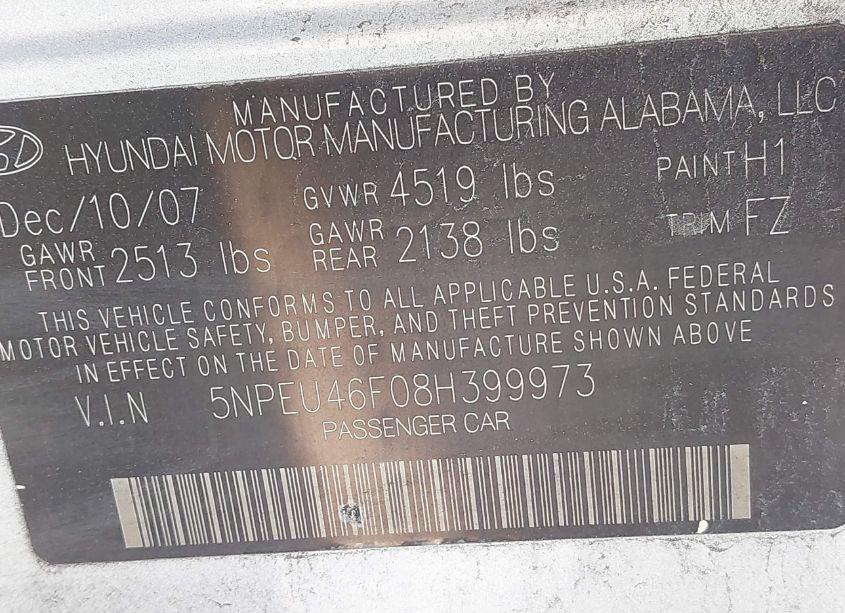 MANUFACTURED BY
HYUNDAI MOTOR MANUFACTURING ALABAMA, LLC
Dec/10/07 GVWR 4519 lbs PAINT H1
GAWR FRONT 2513 lbs GAWR REAR 2138 lbs TRIM FZ
THIS VEHICLE CONFORMS TO ALL APPLICABLE U.S.A. FEDERAL
MOTOR VEHICLE SAFETY, BUMPER, AND THEFT PREVENTION STANDARDS
IN EFFECT ON THE DATE OF MANUFACTURE SHOWN ABOVE
V.I.N 5NPEU46F08H399973
PASSENGER CAR